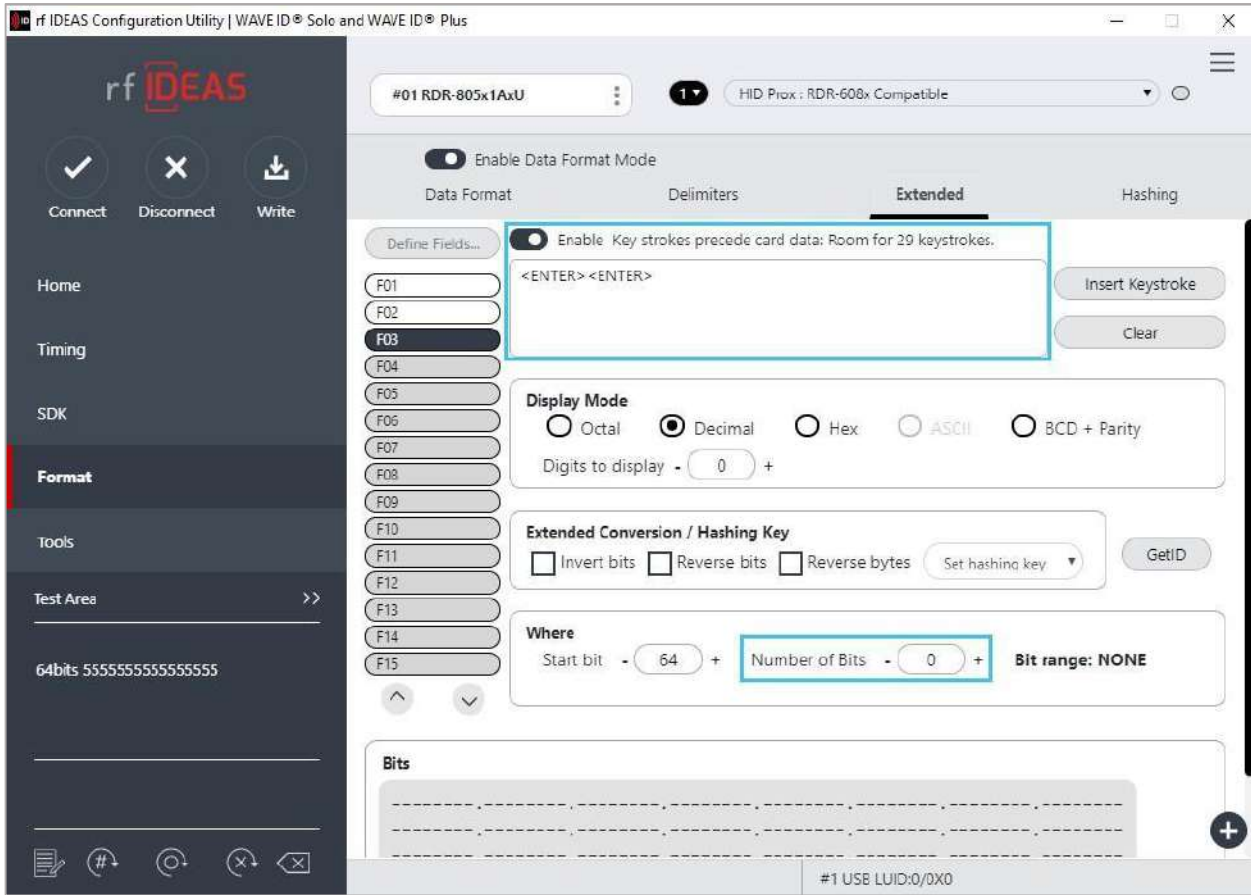 rf IDEAS Configuration Utility | WAVE ID® Solo and WAVE ID® Plus
rf IDEAS
Connect Disconnect Write
Home
Timing
SDK
Format
Tools
Test Area >>
64bits 5555555555555555
#01 RDR-805x1AxU
1
HID Prox : RDR-608x Compatible
Enable Data Format Mode
Data Format Delimiters Extended Hashing
Define Fields...
F01
F02
F03
F04
F05
F06
F07
F08
F09
F10
F11
F12
F13
F14
F15
Enable Key strokes precede card data: Room for 29 keystrokes.
<ENTER><ENTER>
Insert Keystroke
Clear
Display Mode
Octal Decimal Hex ASCII BCD + Parity
Digits to display - 0 +
Extended Conversion / Hashing Key
Invert bits Reverse bits Reverse bytes Set hashing key
GetID
Where
Start bit - 64 + Number of Bits - 0 + Bit range: NONE
Bits
--------.--------.--------.--------.--------.--------.--------.--------
--------.--------.--------.--------.--------.--------.--------.--------
--------.--------.--------.--------.--------.--------.--------.--------
#1 USB LUID:0/0X0